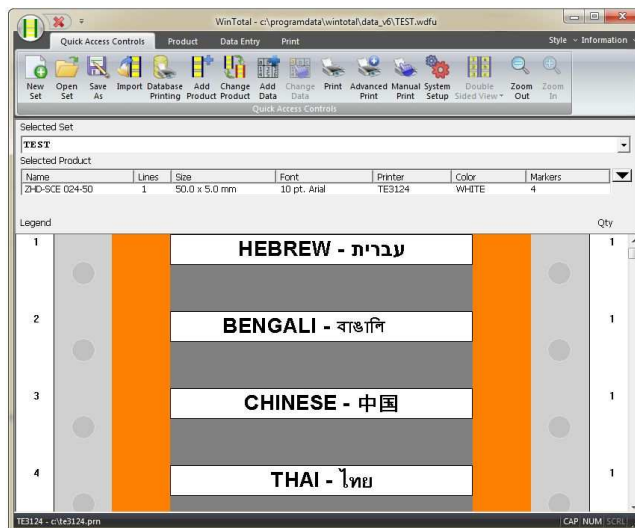 WinTotal - c:\programdata\wintotal\data_v6\TEST.wdfu
Quick Access Controls Product Data Entry Print Style Information
New Set Open Set Save As Import Database Printing Add Product Change Product Add Data Change Data Print Advanced Print Manual Print System Setup Double Sided View Zoom Out Zoom In
Quick Access Controls
Selected Set
TEST
Selected Product
Name Lines Size Font Printer Color Markers
ZHD-SCE 024-50 1 50.0 x 5.0 mm 10 pt. Arial TE3124 WHITE 4
Legend Qty
1 HEBREW - עברית 1
2 BENGALI - বাঙালি 1
3 CHINESE - 中国 1
4 THAI - ไทย 1
TE3124 - c:\te3124.prn CAP NUM SCRL